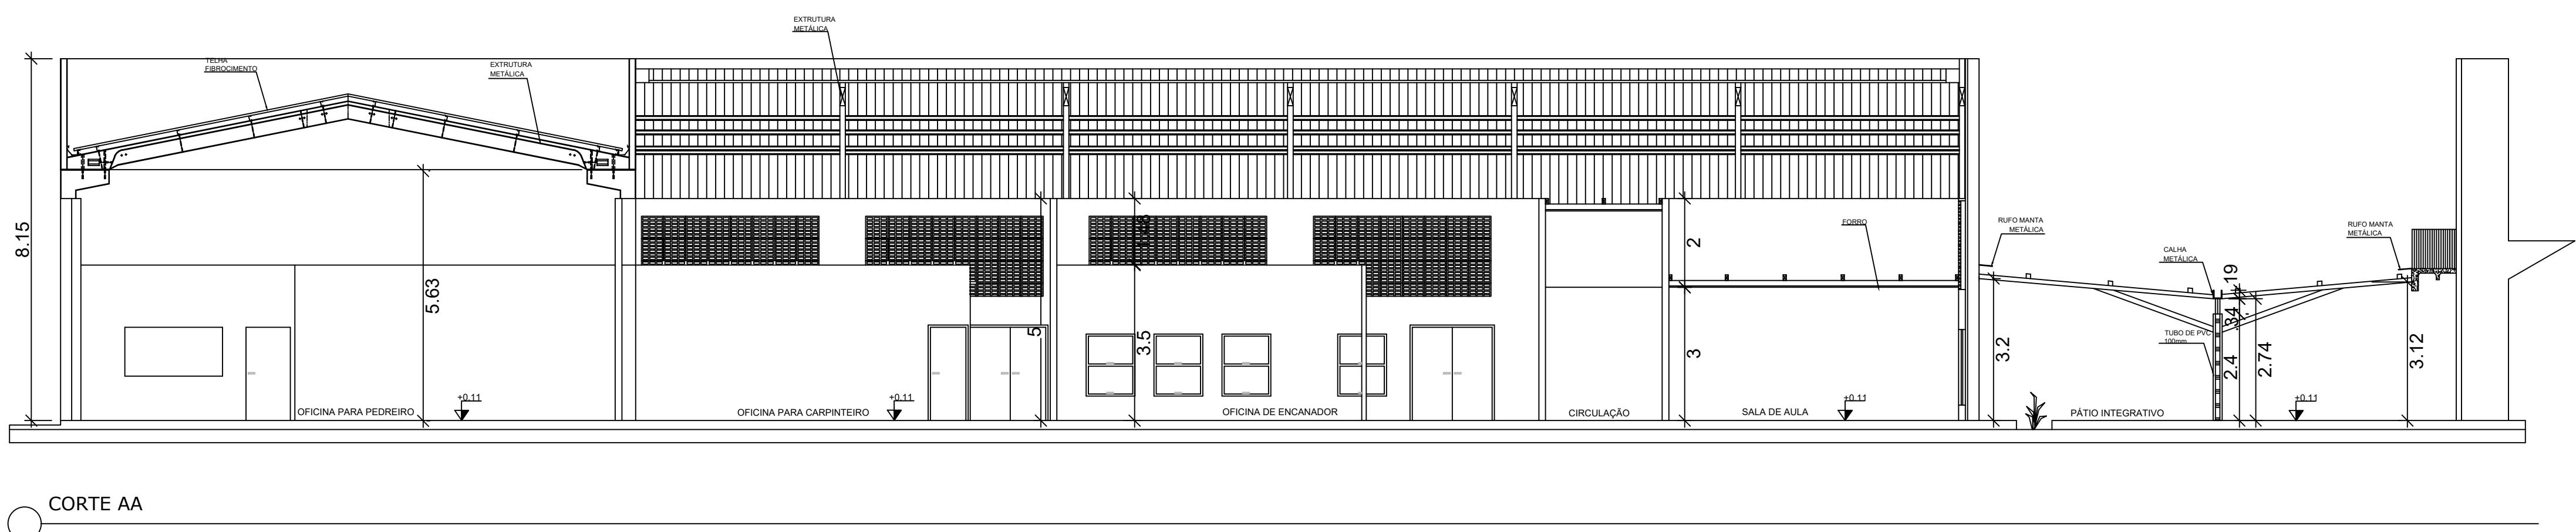 EXTRUTURA
METÁLICA
TELHA
FIBROCIMENTO
EXTRUTURA
METÁLICA
8.15
5.63
5
3.5
2
3
FORRO
RUFO MANTA
METÁLICA
CALHA
METÁLICA
RUFO MANTA
METÁLICA
.19
.34
TUBO DE PVC
100mm
3.2
2.4
2.74
3.12
+0.11
+0.11
+0.11
+0.11
OFICINA PARA PEDREIRO
OFICINA PARA CARPINTEIRO
OFICINA DE ENCANADOR
CIRCULAÇÃO
SALA DE AULA
PÁTIO INTEGRATIVO
CORTE AA